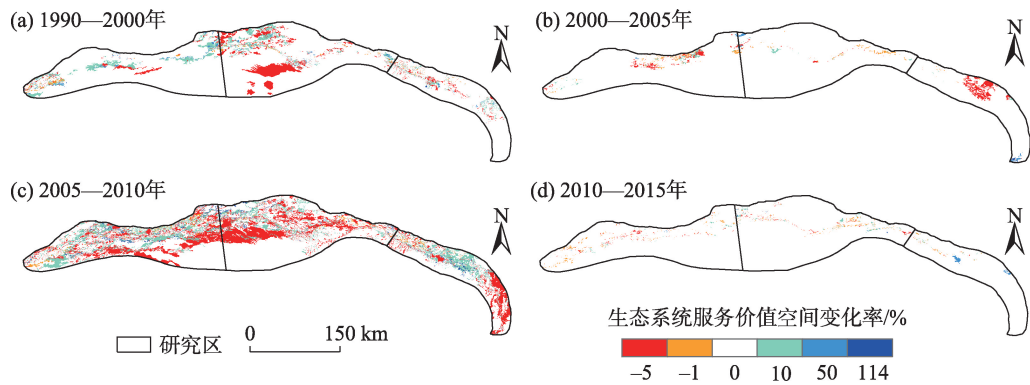 (a) 1990—2000年
N
(b) 2000—2005年
N
(c) 2005—2010年
N
(d) 2010—2015年
N
研究区
0 150 km
生态系统服务价值空间变化率/%
–5 –1 0 10 50 114